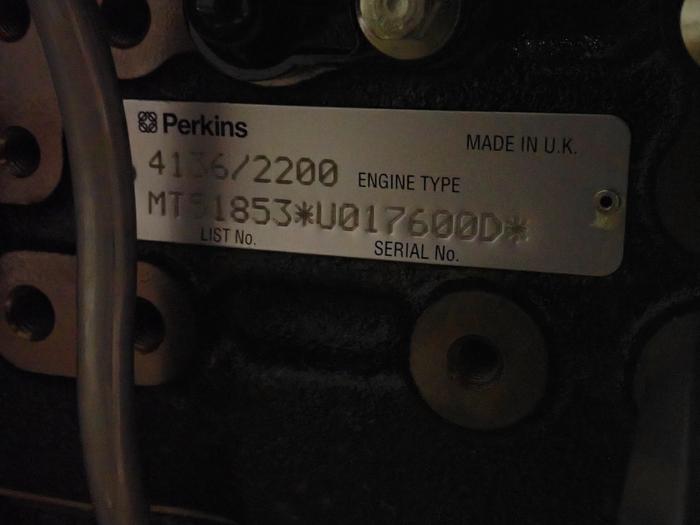 Perkins
MADE IN U.K.
4136/2200 ENGINE TYPE
MT51853*U017600D*
LIST No. SERIAL No.